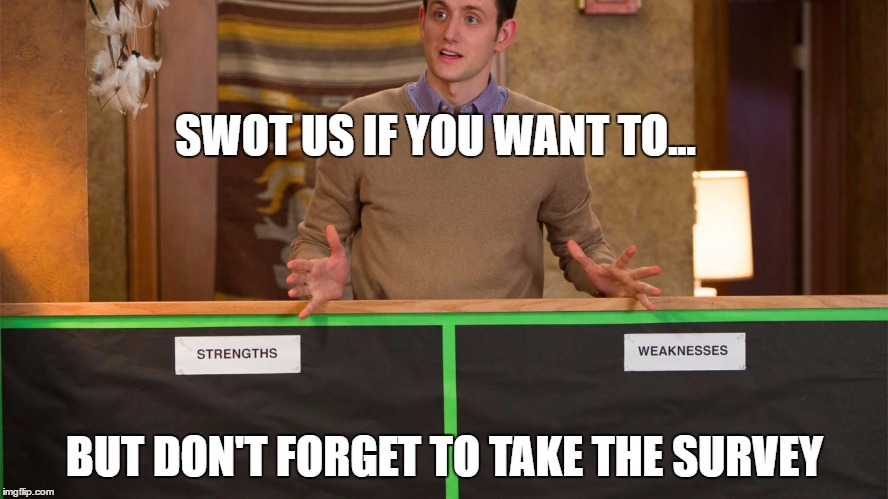 SWOT US IF YOU WANT TO...
STRENGTHS
WEAKNESSES
BUT DON'T FORGET TO TAKE THE SURVEY
imgflip.com